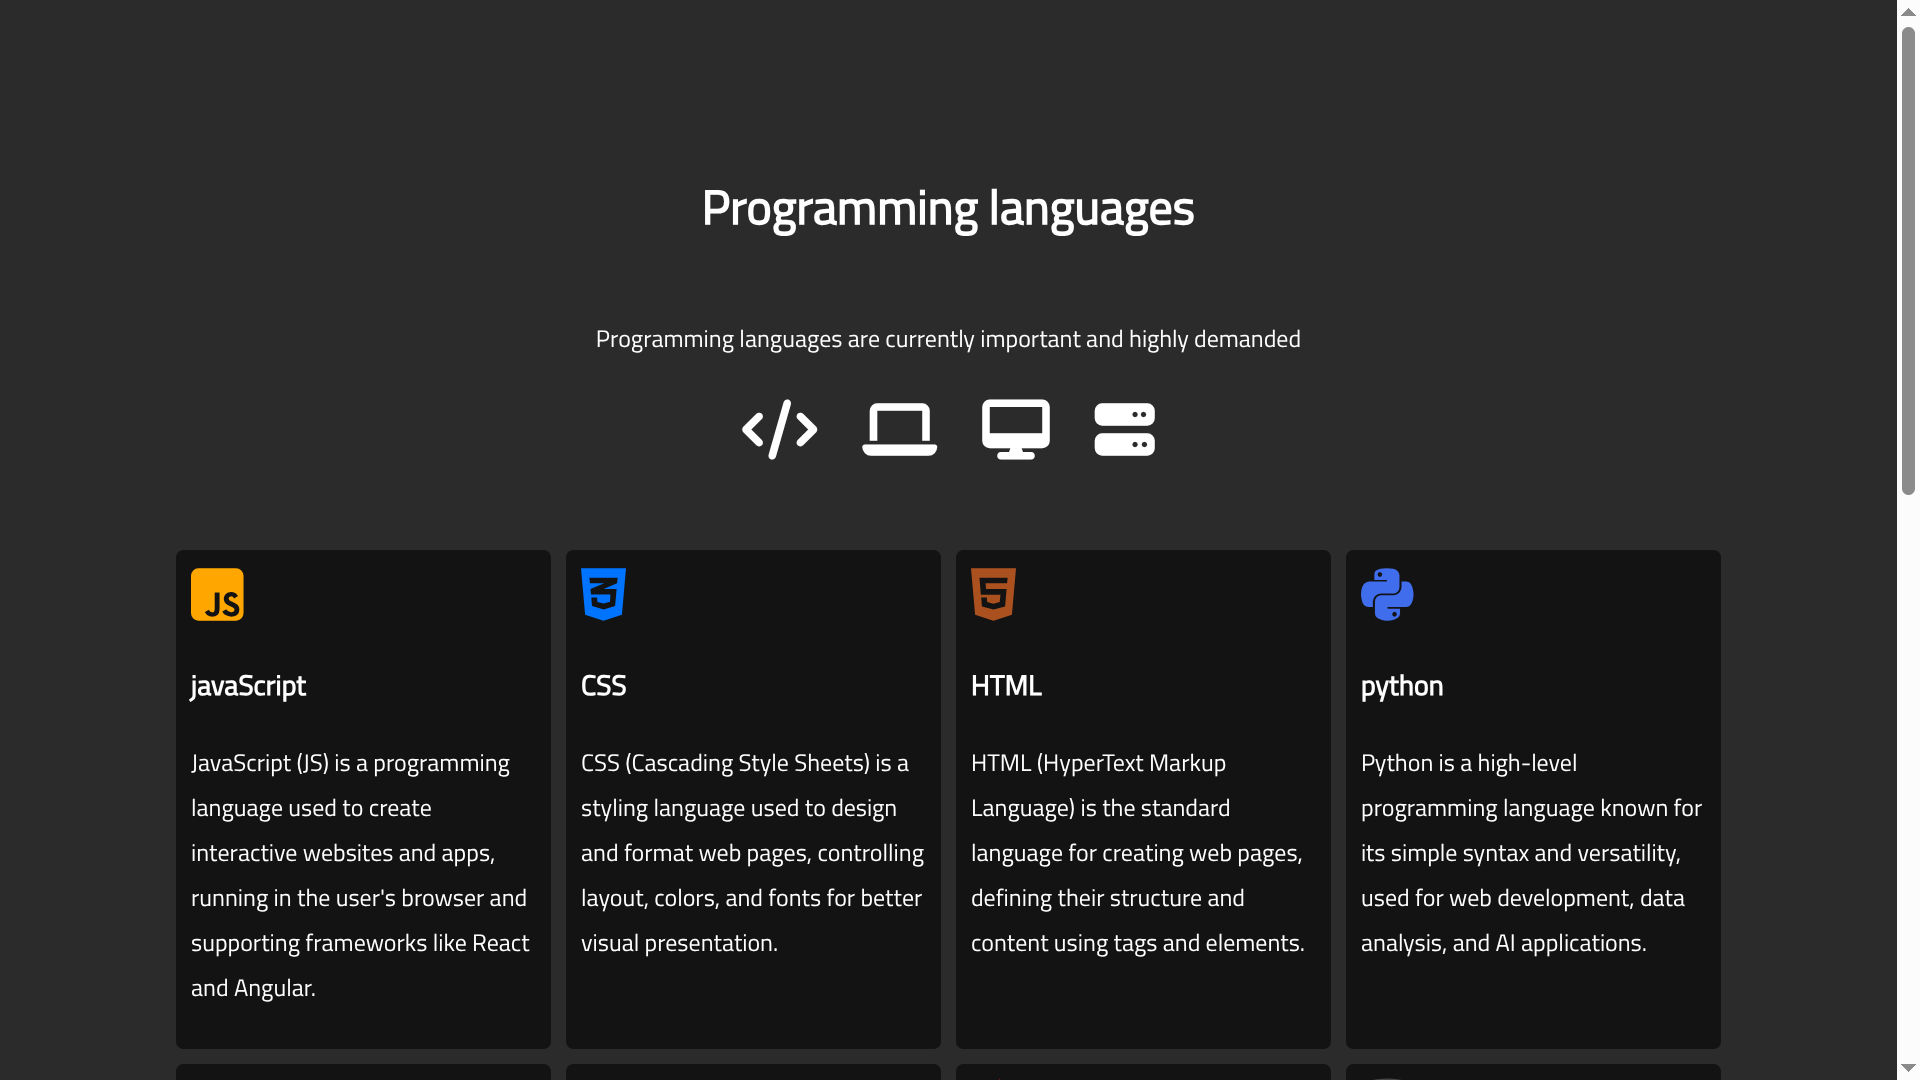 Programming languages
Programming languages are currently important and highly demanded
JS
javaScript
JavaScript (JS) is a programming
language used to create
interactive websites and apps,
running in the user's browser and
supporting frameworks like React
and Angular.
CSS
CSS (Cascading Style Sheets) is a
styling language used to design
and format web pages, controlling
layout, colors, and fonts for better
visual presentation.
HTML
HTML (HyperText Markup
Language) is the standard
language for creating web pages,
defining their structure and
content using tags and elements.
python
Python is a high-level
programming language known for
its simple syntax and versatility,
used for web development, data
analysis, and AI applications.